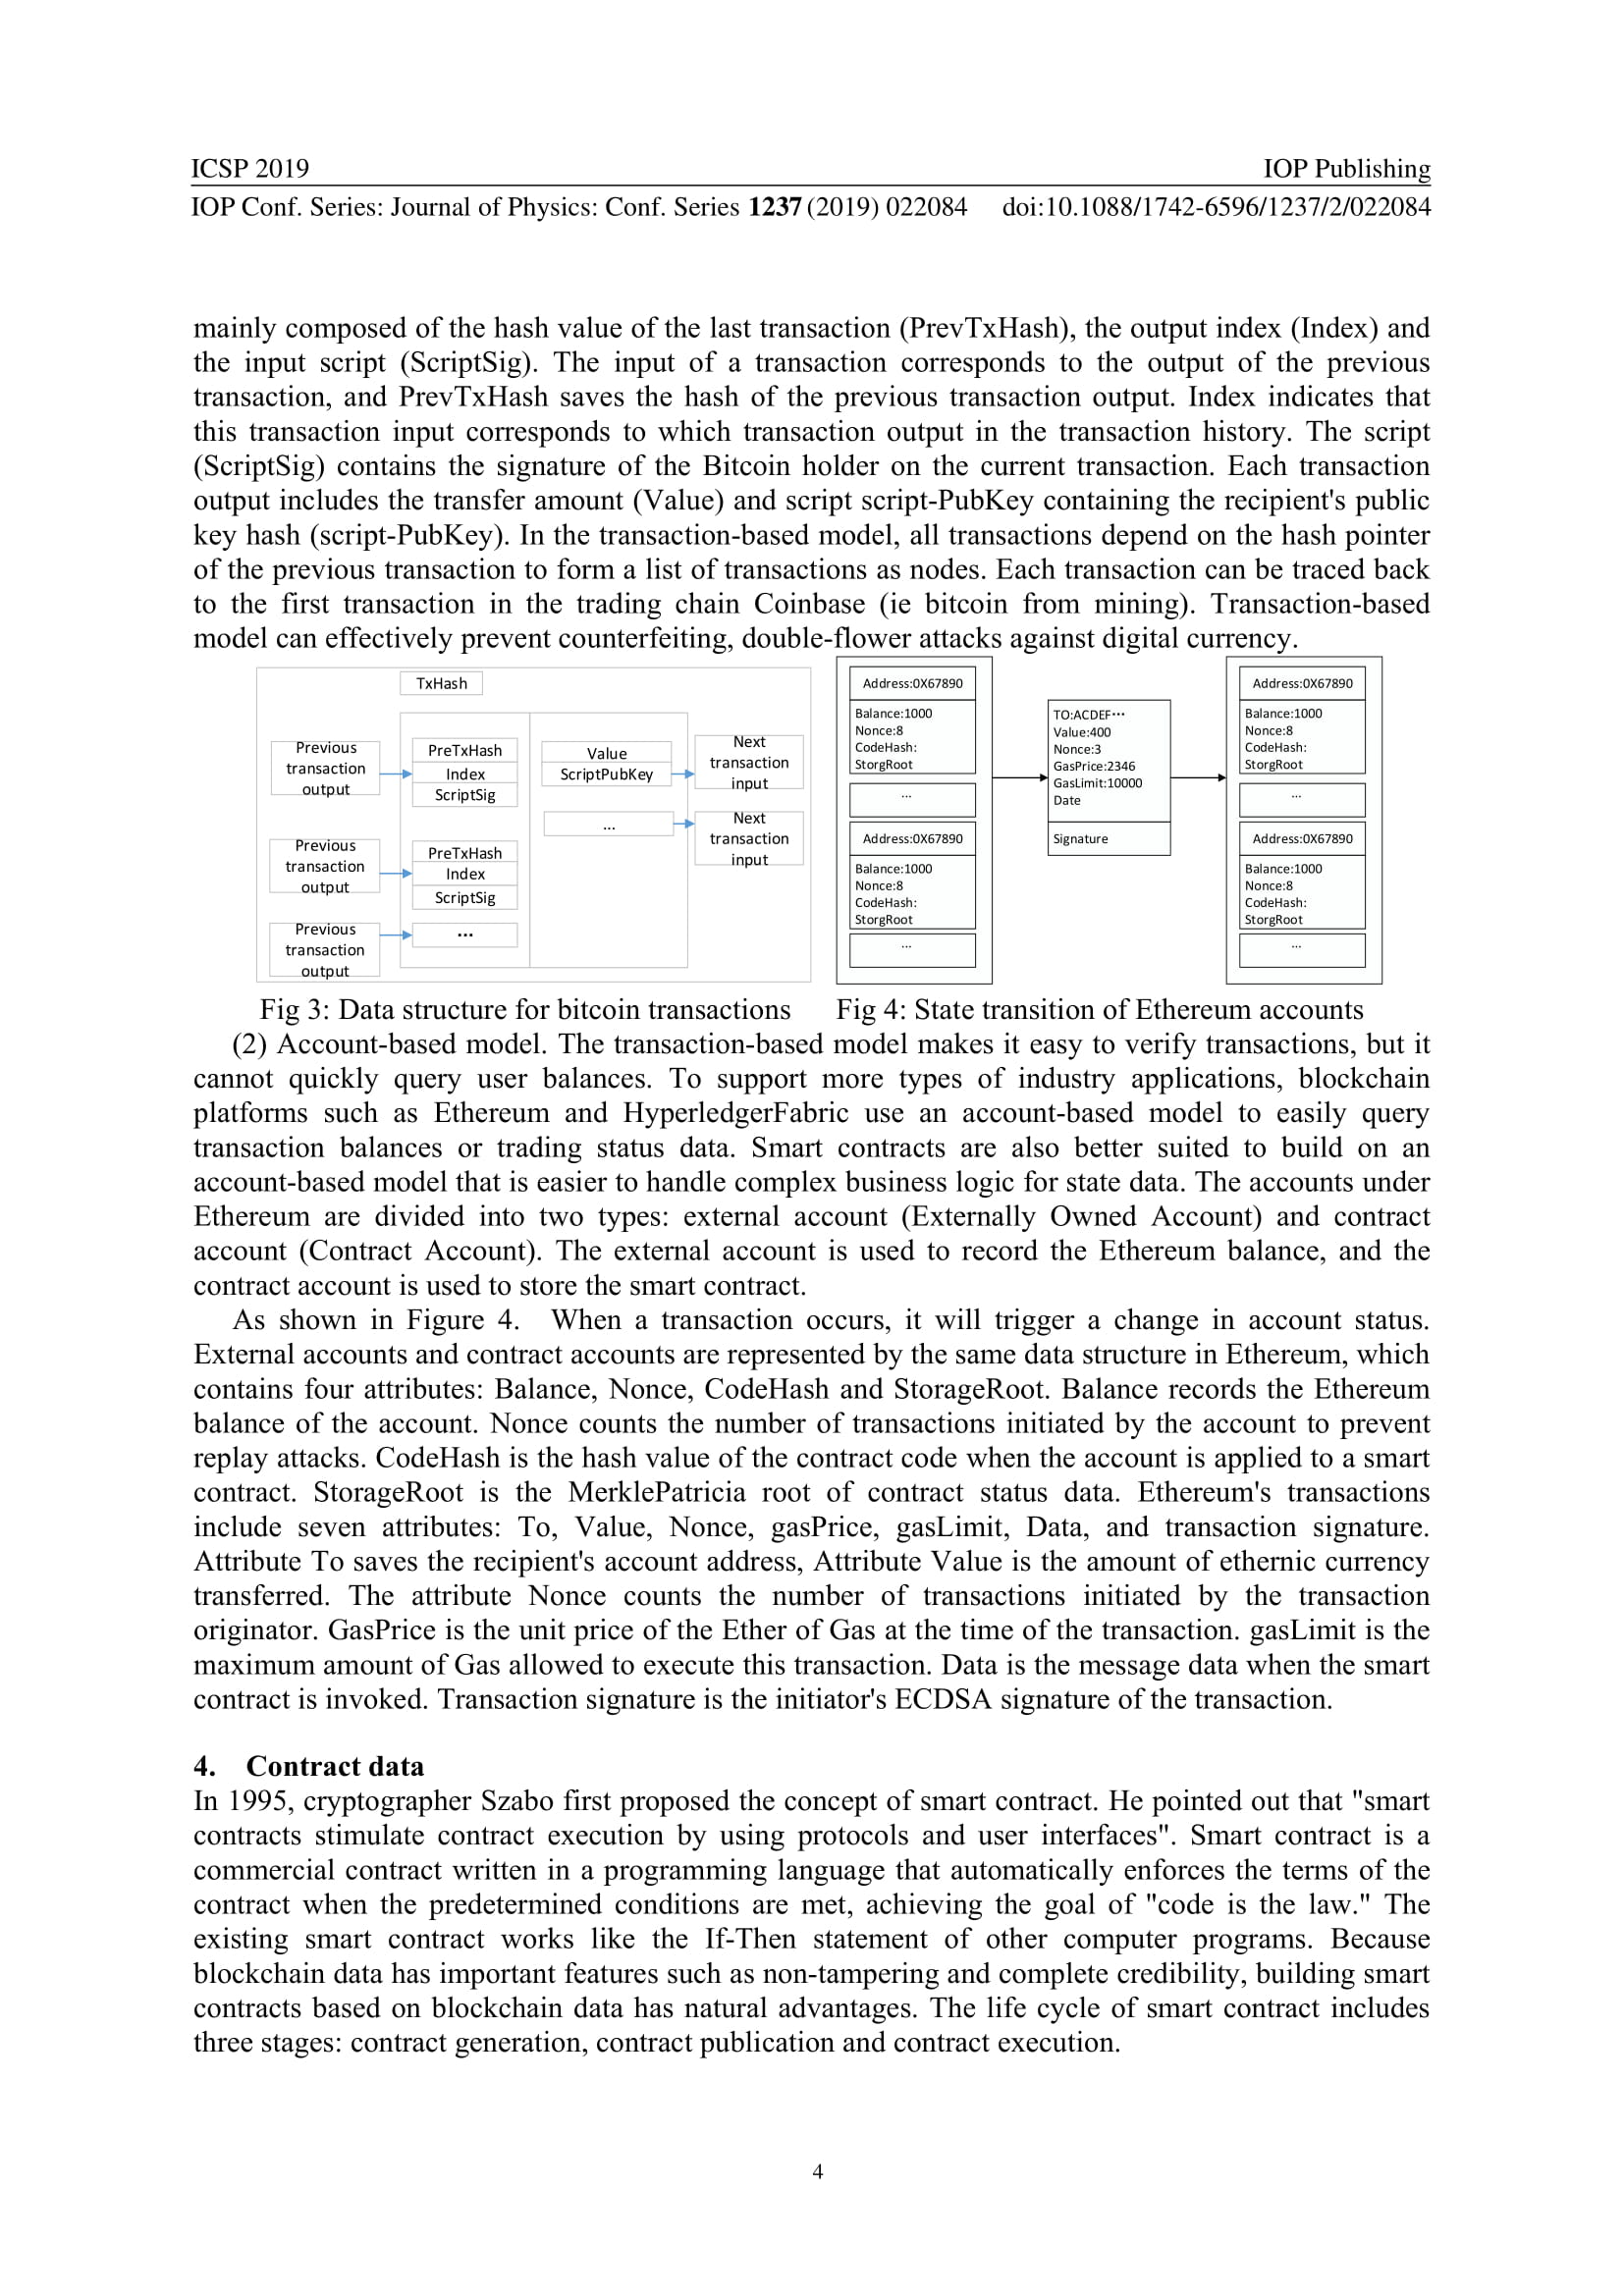 ICSP 2019
IOP Publishing
IOP Conf. Series: Journal of Physics: Conf. Series 1237 (2019) 022084
doi:10.1088/1742-6596/1237/2/022084
mainly composed of the hash value of the last transaction (PrevTxHash), the output index (Index) and
the input script (ScriptSig). The input of a transaction corresponds to the output of the previous
transaction, and PrevTxHash saves the hash of the previous transaction output. Index indicates that
this transaction input corresponds to which transaction output in the transaction history. The script
(ScriptSig) contains the signature of the Bitcoin holder on the current transaction. Each transaction
output includes the transfer amount (Value) and script script-PubKey containing the recipient's public
key hash (script-PubKey). In the transaction-based model, all transactions depend on the hash pointer
of the previous transaction to form a list of transactions as nodes. Each transaction can be traced back
to the first transaction in the trading chain Coinbase (ie bitcoin from mining). Transaction-based
model can effectively prevent counterfeiting, double-flower attacks against digital currency.
TxHash
Previous
transaction
output
PreTxHash
Index
ScriptSig
Value
ScriptPubKey
Next
transaction
input
...
Next
transaction
input
Previous
transaction
output
PreTxHash
Index
ScriptSig
Previous
transaction
output
...
Address:0X67890
Balance:1000
Nonce:8
CodeHash:
StorgRoot
...
Address:0X67890
Balance:1000
Nonce:8
CodeHash:
StorgRoot
...
TO:ACDEF···
Value:400
Nonce:3
GasPrice:2346
GasLimit:10000
Date
Signature
Address:0X67890
Balance:1000
Nonce:8
CodeHash:
StorgRoot
...
Address:0X67890
Balance:1000
Nonce:8
CodeHash:
StorgRoot
...
Fig 3: Data structure for bitcoin transactions
Fig 4: State transition of Ethereum accounts
(2) Account-based model. The transaction-based model makes it easy to verify transactions, but it
cannot quickly query user balances. To support more types of industry applications, blockchain
platforms such as Ethereum and HyperledgerFabric use an account-based model to easily query
transaction balances or trading status data. Smart contracts are also better suited to build on an
account-based model that is easier to handle complex business logic for state data. The accounts under
Ethereum are divided into two types: external account (Externally Owned Account) and contract
account (Contract Account). The external account is used to record the Ethereum balance, and the
contract account is used to store the smart contract.
As shown in Figure 4. When a transaction occurs, it will trigger a change in account status.
External accounts and contract accounts are represented by the same data structure in Ethereum, which
contains four attributes: Balance, Nonce, CodeHash and StorageRoot. Balance records the Ethereum
balance of the account. Nonce counts the number of transactions initiated by the account to prevent
replay attacks. CodeHash is the hash value of the contract code when the account is applied to a smart
contract. StorageRoot is the MerklePatricia root of contract status data. Ethereum's transactions
include seven attributes: To, Value, Nonce, gasPrice, gasLimit, Data, and transaction signature.
Attribute To saves the recipient's account address, Attribute Value is the amount of ethernic currency
transferred. The attribute Nonce counts the number of transactions initiated by the transaction
originator. GasPrice is the unit price of the Ether of Gas at the time of the transaction. gasLimit is the
maximum amount of Gas allowed to execute this transaction. Data is the message data when the smart
contract is invoked. Transaction signature is the initiator's ECDSA signature of the transaction.
4. Contract data
In 1995, cryptographer Szabo first proposed the concept of smart contract. He pointed out that "smart
contracts stimulate contract execution by using protocols and user interfaces". Smart contract is a
commercial contract written in a programming language that automatically enforces the terms of the
contract when the predetermined conditions are met, achieving the goal of "code is the law." The
existing smart contract works like the If-Then statement of other computer programs. Because
blockchain data has important features such as non-tampering and complete credibility, building smart
contracts based on blockchain data has natural advantages. The life cycle of smart contract includes
three stages: contract generation, contract publication and contract execution.
4